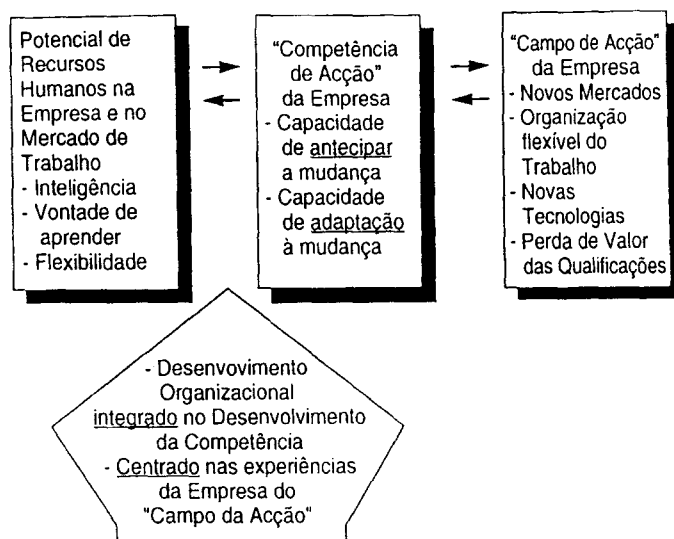 Potencial de
Recursos
Humanos na
Empresa e no
Mercado de
Trabalho
- Inteligência
- Vontade de
aprender
- Flexibilidade
"Competência
de Acção"
da Empresa
- Capacidade
de antecipar
a mudança
- Capacidade
de adaptação
à mudança
"Campo de Acção"
da Empresa
- Novos Mercados
- Organização
flexível do
Trabalho
- Novas
Tecnologias
- Perda de Valor
das Qualificações
- Desenvovimento
Organizacional
integrado no Desenvolvimento
da Competência
- Centrado nas experiências
da Empresa do
"Campo da Acção"